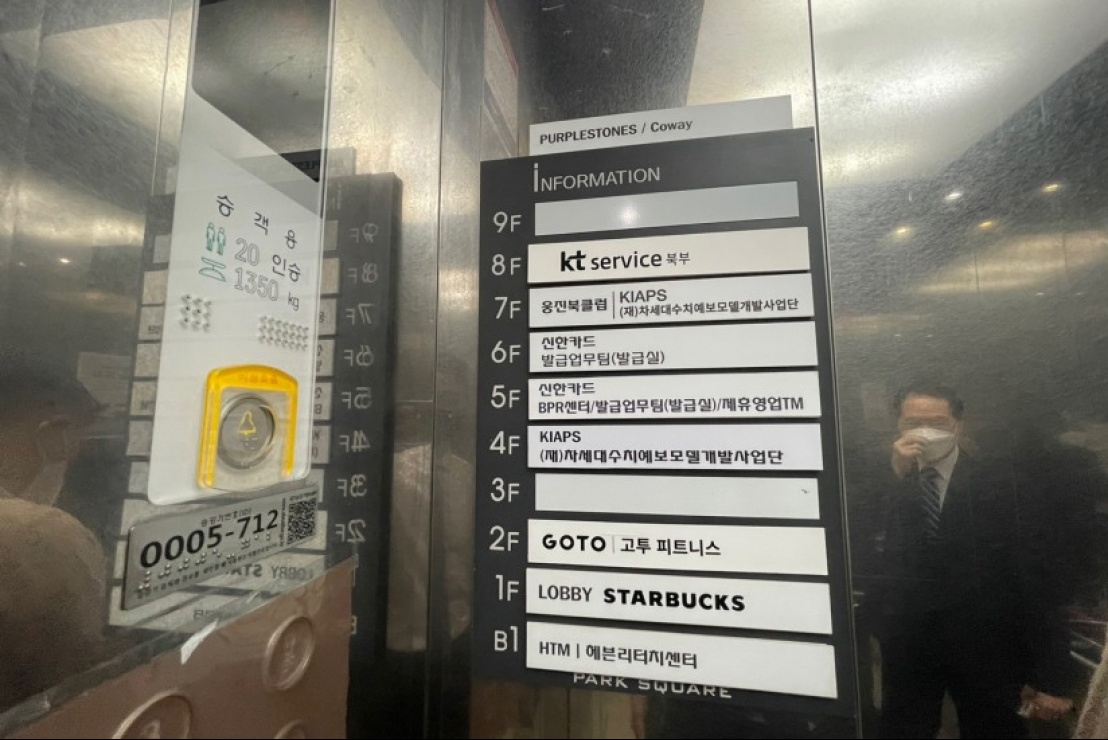 승 객 용
20 인승
1350 kg
0005-712
PURPLESTONES / Coway
INFORMATION
9F
8F kt service 북부
7F 웅진북클럽 | KIAPS
(재)차세대수치예보모델개발사업단
6F 신한카드
발급업무팀(발급실)
5F 신한카드
BPR센터/발급업무팀(발급실)/제휴영업TM
4F KIAPS
(재)차세대수치예보모델개발사업단
3F
2F GOTO | 고투 피트니스
1F LOBBY STARBUCKS
B1 HTM | 헤븐리터치센터
PARK SQUARE